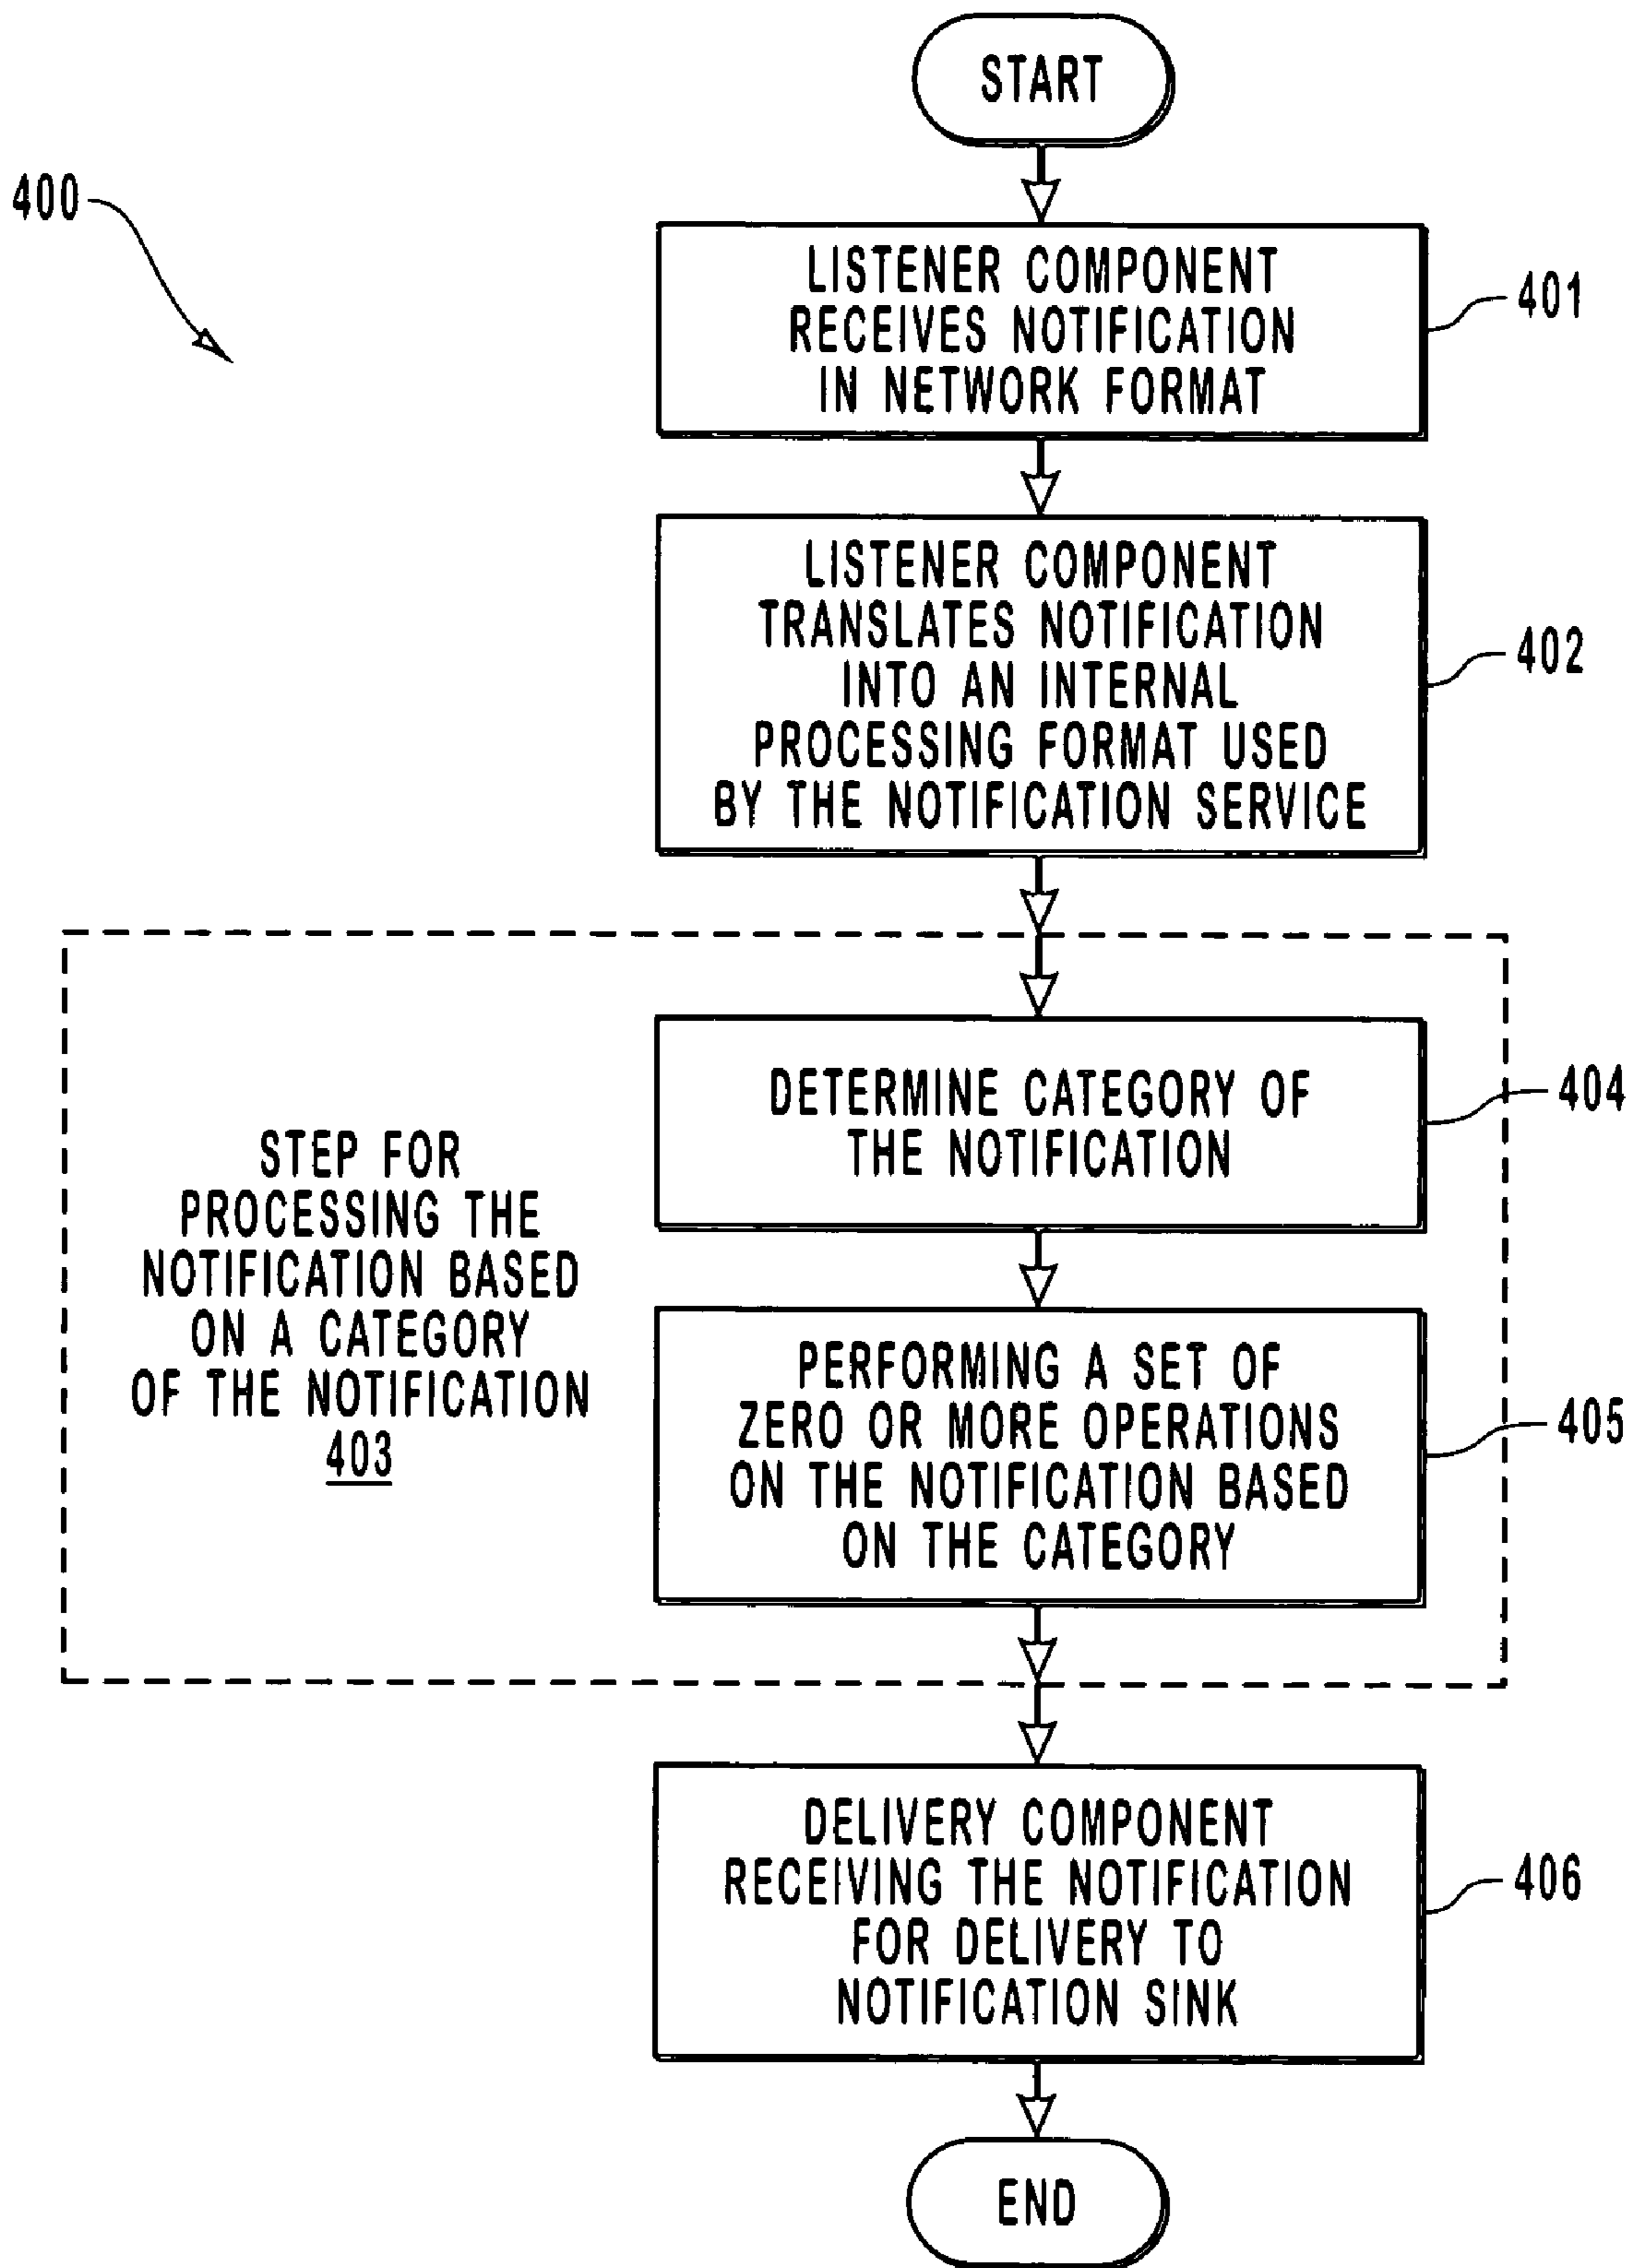 START
400
LISTENER COMPONENT
RECEIVES NOTIFICATION
IN NETWORK FORMAT
401
LISTENER COMPONENT
TRANSLATES NOTIFICATION
INTO AN INTERNAL
PROCESSING FORMAT USED
BY THE NOTIFICATION SERVICE
402
STEP FOR
PROCESSING THE
NOTIFICATION BASED
ON A CATEGORY
OF THE NOTIFICATION
403
DETERMINE CATEGORY OF
THE NOTIFICATION
404
PERFORMING A SET OF
ZERO OR MORE OPERATIONS
ON THE NOTIFICATION BASED
ON THE CATEGORY
405
DELIVERY COMPONENT
RECEIVING THE NOTIFICATION
FOR DELIVERY TO
NOTIFICATION SINK
406
END